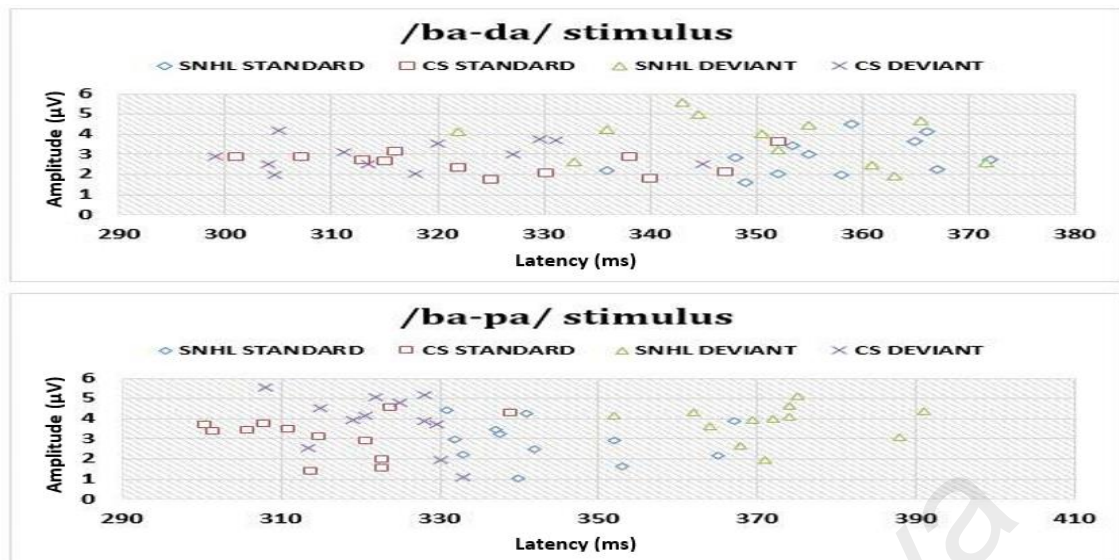 /ba-da/ stimulus
SNHL STANDARD CS STANDARD SNHL DEVIANT CS DEVIANT
Amplitude (µV)
6
5
4
3
2
1
0
290 300 310 320 330 340 350 360 370 380
Latency (ms)
/ba-pa/ stimulus
SNHL STANDARD CS STANDARD SNHL DEVIANT CS DEVIANT
Amplitude (µV)
6
5
4
3
2
1
0
290 310 330 350 370 390 410
Latency (ms)